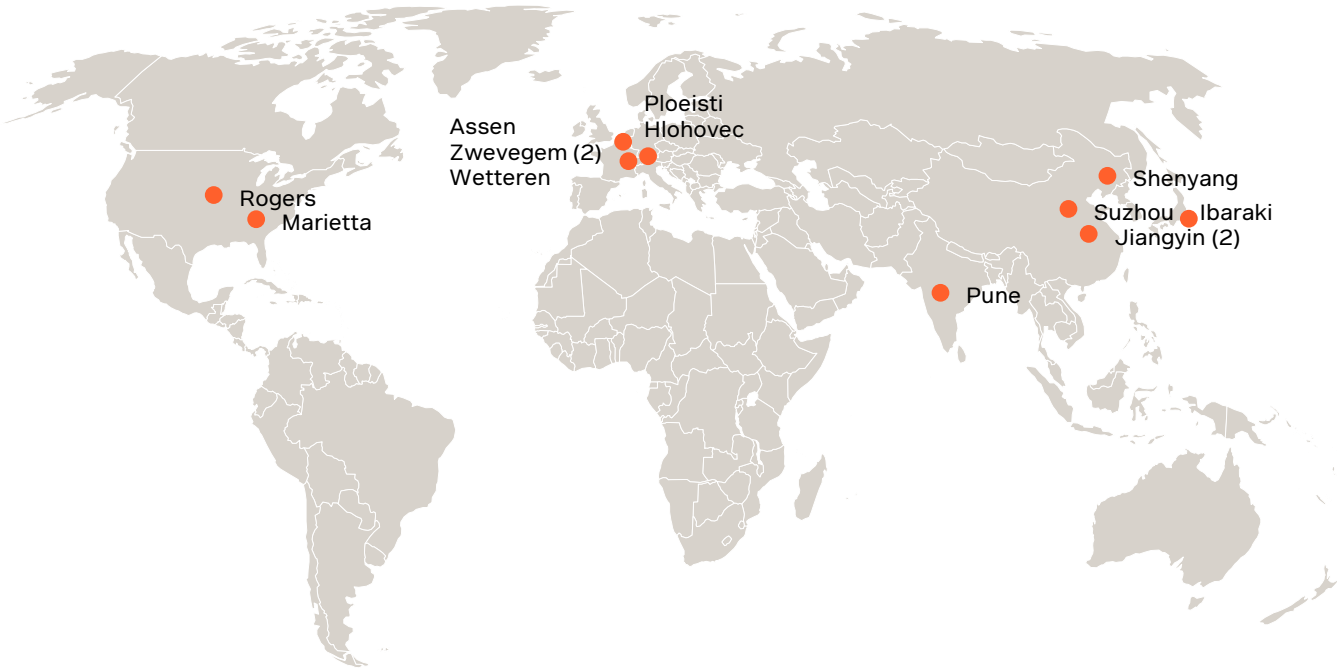 Ploeisti
Hlohovec
Assen
Zwevegem (2)
Wetteren
Rogers
Marietta
Shenyang
Suzhou
Ibaraki
Jiangyin (2)
Pune